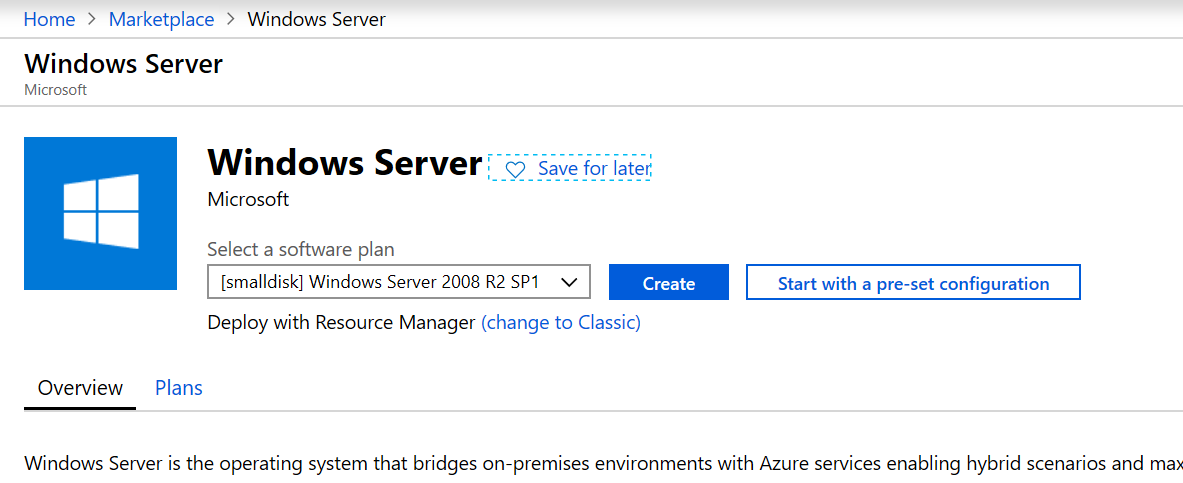 Home > Marketplace > Windows Server
Windows Server
Microsoft
Windows Server Save for later
Microsoft
Select a software plan
[smalldisk] Windows Server 2008 R2 SP1 Create Start with a pre-set configuration
Deploy with Resource Manager (change to Classic)
Overview Plans
Windows Server is the operating system that bridges on-premises environments with Azure services enabling hybrid scenarios and max